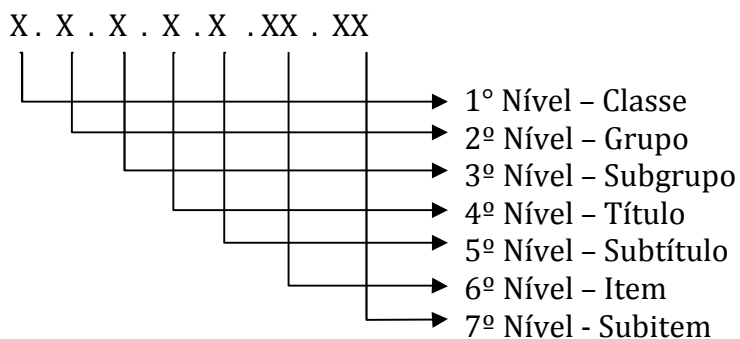 X . X . X . X . X . XX . XX
1° Nível – Classe
2º Nível – Grupo
3º Nível – Subgrupo
4º Nível – Título
5º Nível – Subtítulo
6º Nível – Item
7º Nível - Subitem